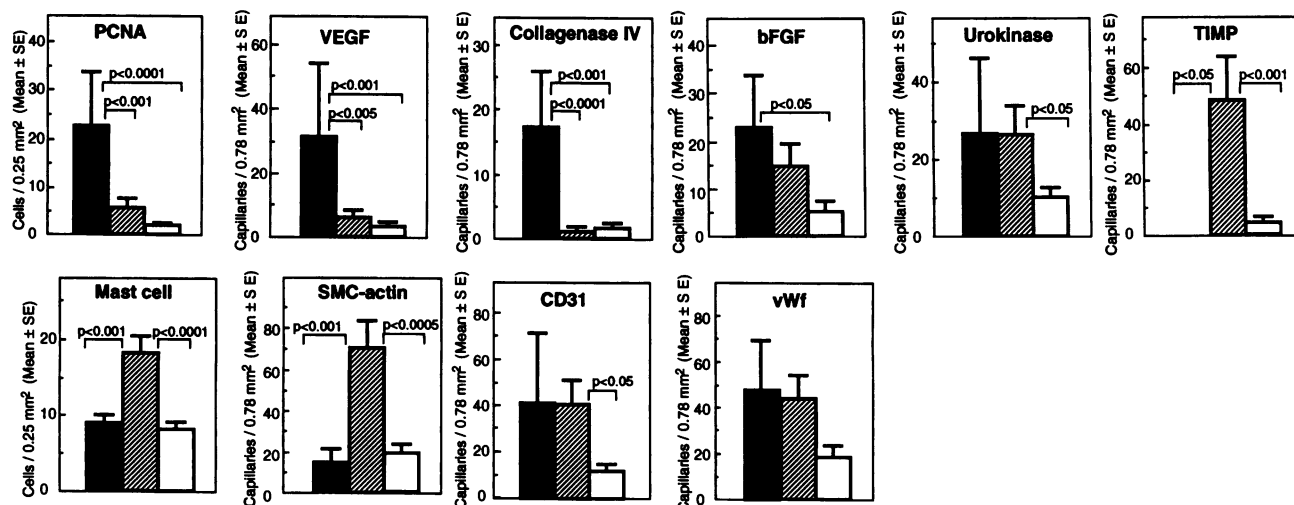 PCNA
Cells / 0.25 mm² (Mean ± SE)
40
30
20
10
0
p<0.0001
p<0.001
VEGF
Capillaries / 0.78 mm² (Mean ± SE)
60
40
20
0
p<0.001
p<0.005
Collagenase IV
Capillaries / 0.78 mm² (Mean ± S E)
30
20
10
0
p<0.001
p<0.0001
bFGF
Capillaries / 0.78 mm² (Mean ± S E)
40
30
20
10
0
p<0.05
Urokinase
Capillaries / 0.78 mm² (Mean ± S E)
40
20
0
p<0.05
TIMP
Capillaries / 0.78 mm² (Mean ± S E)
80
60
40
20
0
p<0.05
p<0.001
Mast cell
Cells / 0.25 mm² (Mean ± SE)
20
10
0
p<0.001
p<0.0001
SMC-actin
Capillaries / 0.78 mm² (Mean ± S E)
80
60
40
20
0
p<0.001
p<0.0005
CD31
Capillaries / 0.78 mm² (Mean ± S E)
80
60
40
20
0
p<0.05
vWf
Capillaries / 0.78 mm² (Mean ± S E)
80
60
40
20
0